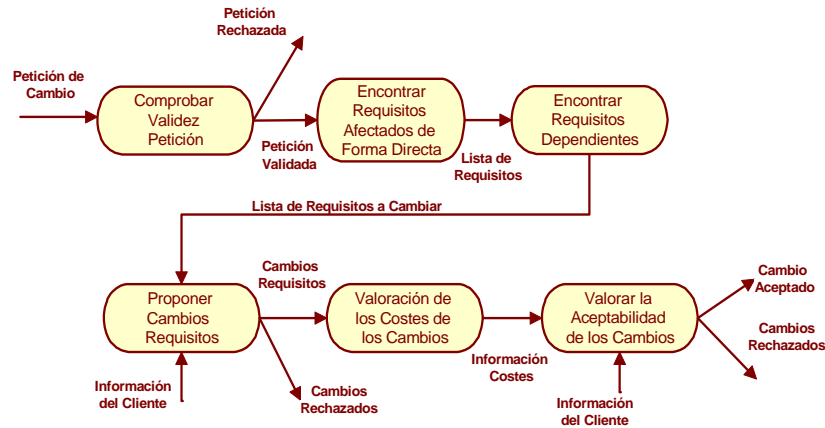 Petición
Rechazada
Petición de
Cambio
Comprobar
Validez
Petición
Petición
Validada
Encontrar
Requisitos
Afectados de
Forma Directa
Lista de
Requisitos
Encontrar
Requisitos
Dependientes
Lista de Requisitos a Cambiar
Proponer
Cambios
Requisitos
Información
del Cliente
Cambios
Requisitos
Cambios
Rechazados
Valoración de
los Costes de
los Cambios
Información
Costes
Valorar la
Aceptabilidad
de los Cambios
Información
del Cliente
Cambio
Aceptado
Cambios
Rechazados